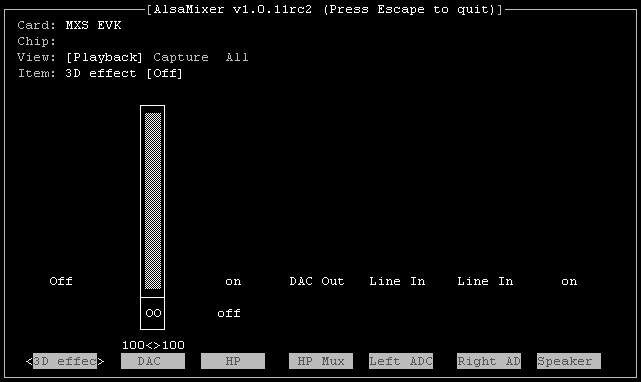 [AlsaMixer v1.0.11rc2 (Press Escape to quit)]
Card: MXS EVK
Chip:
View: [Playback] Capture All
Item: 3D effect [Off]
Off on DAC Out Line In Line In on
OO off
100<>100
<3D effec> DAC HP HP Mux Left ADC Right AD Speaker